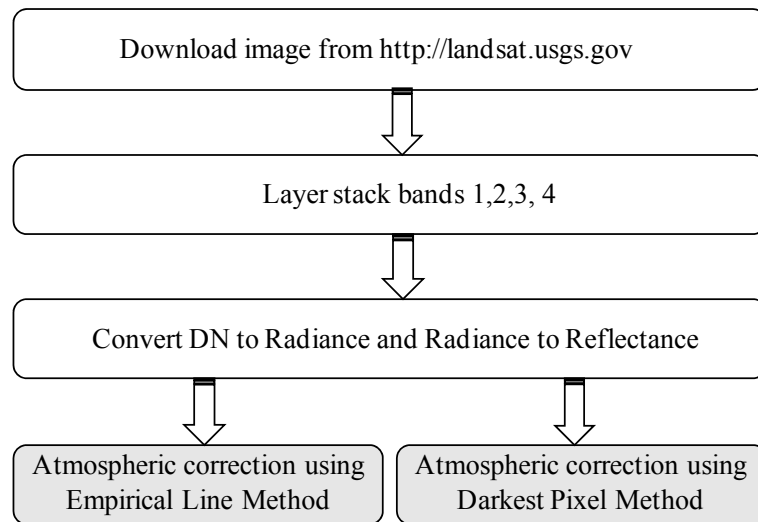 Download image from http://landsat.usgs.gov
Layer stack bands 1,2,3, 4
Convert DN to Radiance and Radiance to Reflectance
Atmospheric correction using
Empirical Line Method
Atmospheric correction using
Darkest Pixel Method